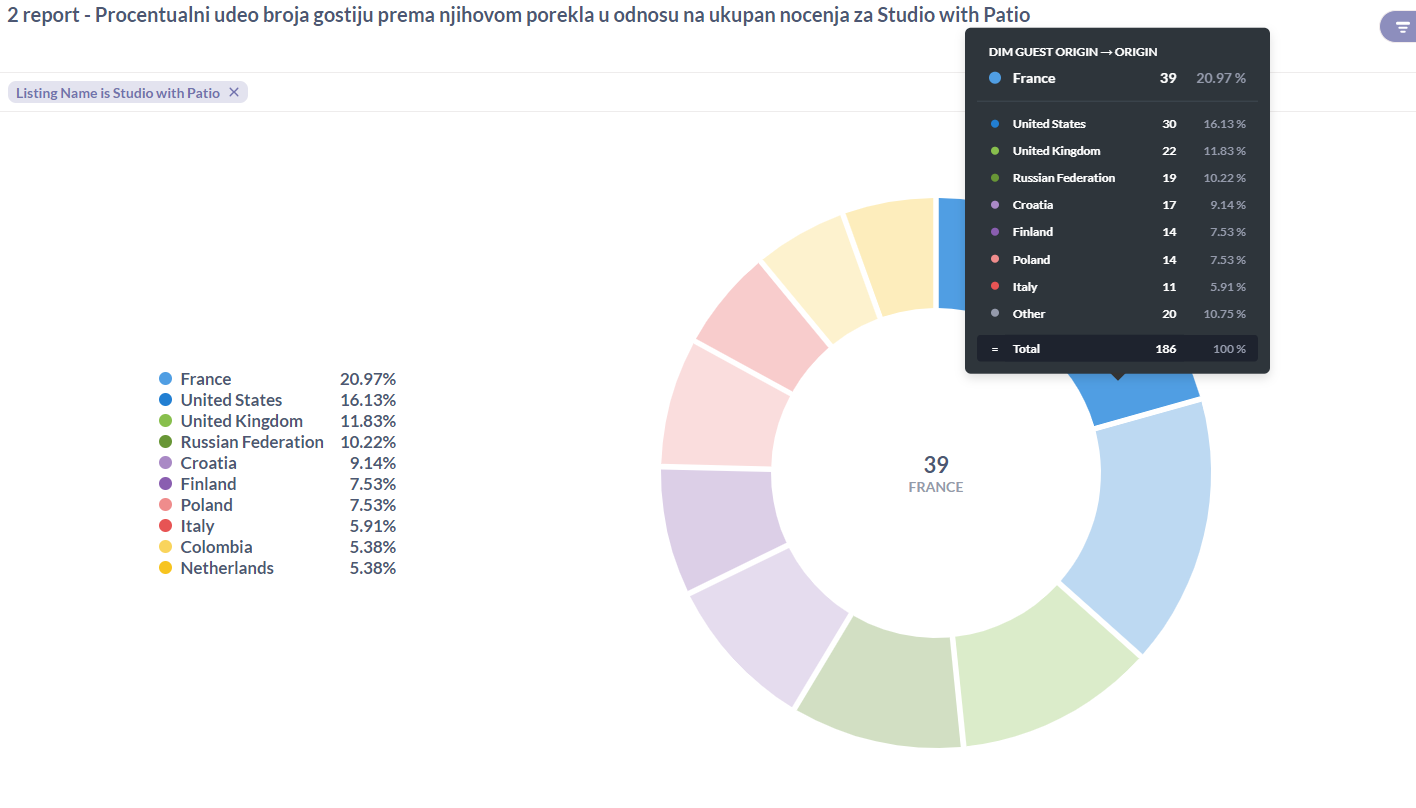 2 report - Procentualni udeo broja gostiju prema njihovom porekla u odnosu na ukupan nocenja za Studio with Patio
Listing Name is Studio with Patio ×
DIM GUEST ORIGIN → ORIGIN
France 39 20.97 %
United States 30 16.13 %
United Kingdom 22 11.83 %
Russian Federation 19 10.22 %
Croatia 17 9.14 %
Finland 14 7.53 %
Poland 14 7.53 %
Italy 11 5.91 %
Other 20 10.75 %
= Total 186 100 %
France 20.97%
United States 16.13%
United Kingdom 11.83%
Russian Federation 10.22%
Croatia 9.14%
Finland 7.53%
Poland 7.53%
Italy 5.91%
Colombia 5.38%
Netherlands 5.38%
39
FRANCE